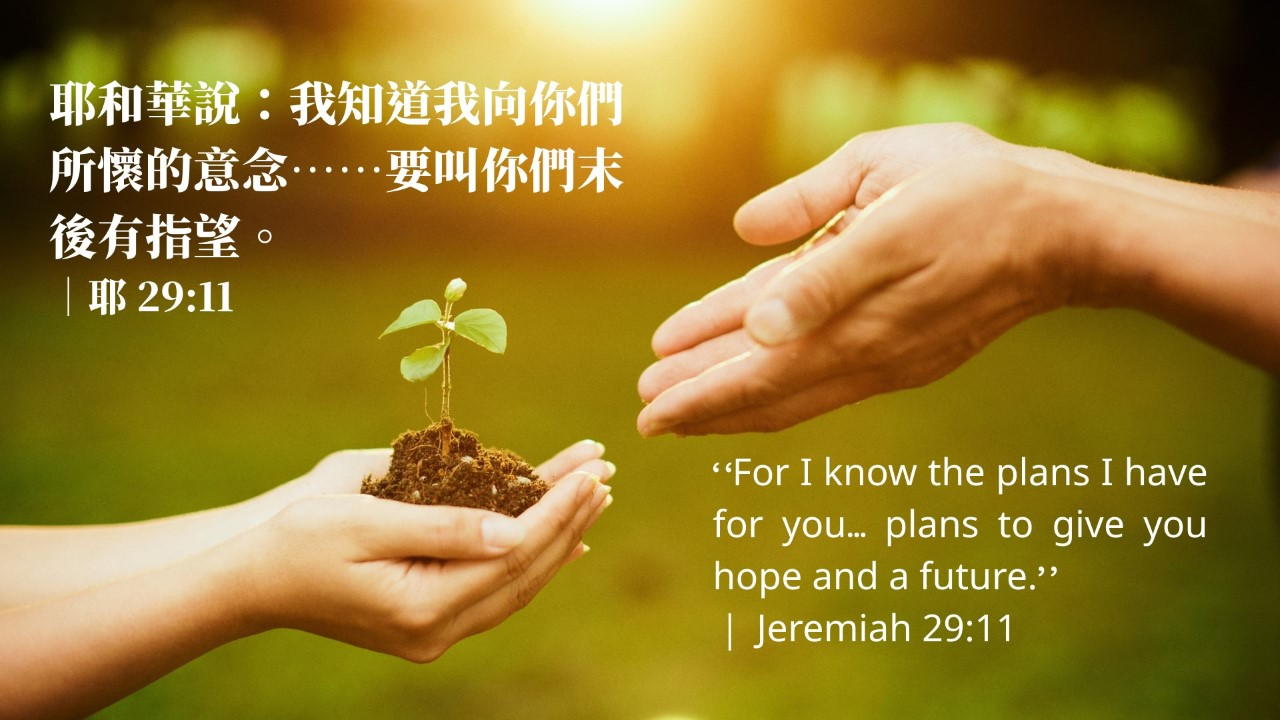 耶和華說：我知道我向你們
所懷的意念⋯⋯要叫你們末
後有指望。
｜耶 29:11
“For I know the plans I have
for you… plans to give you
hope and a future.”
| Jeremiah 29:11